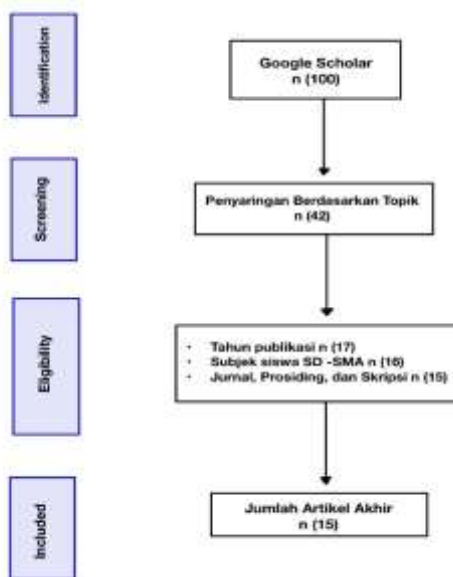 Identification
Google Scholar
n (100)
Screening
Penyaringan Berdasarkan Topik
n (42)
Eligibility
· Tahun publikasi n (17)
· Subjek siswa SD -SMA n (16)
· Jurnal, Prosiding, dan Skripsi n (15)
Included
Jumlah Artikel Akhir
n (15)